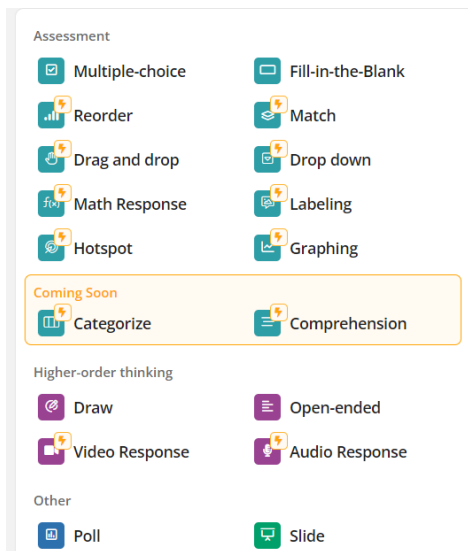 Assessment
Multiple-choice Fill-in-the-Blank
Reorder Match
Drag and drop Drop down
f(x) Math Response Labeling
Hotspot Graphing
Coming Soon
Categorize Comprehension
Higher-order thinking
Draw Open-ended
Video Response Audio Response
Other
Poll Slide